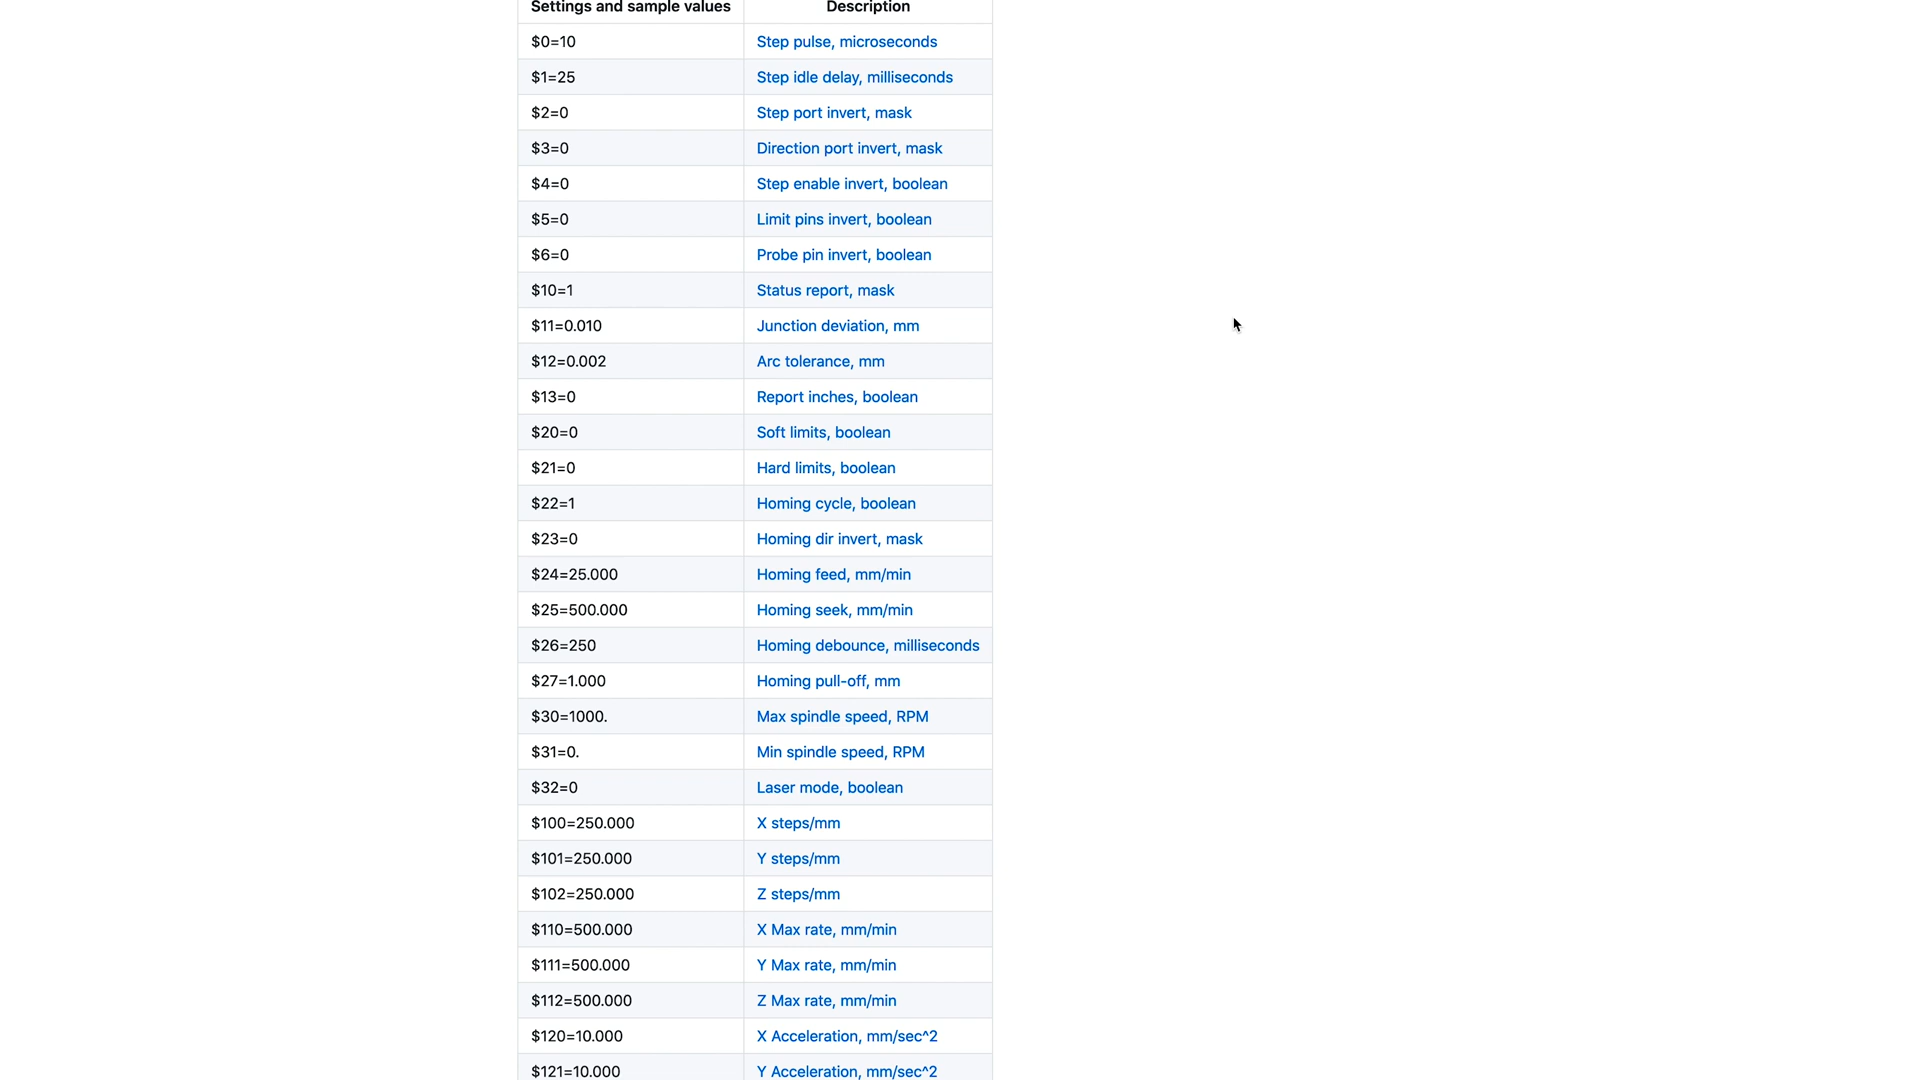 Settings and sample values Description
$0=10 Step pulse, microseconds
$1=25 Step idle delay, milliseconds
$2=0 Step port invert, mask
$3=0 Direction port invert, mask
$4=0 Step enable invert, boolean
$5=0 Limit pins invert, boolean
$6=0 Probe pin invert, boolean
$10=1 Status report, mask
$11=0.010 Junction deviation, mm
$12=0.002 Arc tolerance, mm
$13=0 Report inches, boolean
$20=0 Soft limits, boolean
$21=0 Hard limits, boolean
$22=1 Homing cycle, boolean
$23=0 Homing dir invert, mask
$24=25.000 Homing feed, mm/min
$25=500.000 Homing seek, mm/min
$26=250 Homing debounce, milliseconds
$27=1.000 Homing pull-off, mm
$30=1000. Max spindle speed, RPM
$31=0. Min spindle speed, RPM
$32=0 Laser mode, boolean
$100=250.000 X steps/mm
$101=250.000 Y steps/mm
$102=250.000 Z steps/mm
$110=500.000 X Max rate, mm/min
$111=500.000 Y Max rate, mm/min
$112=500.000 Z Max rate, mm/min
$120=10.000 X Acceleration, mm/sec^2
$121=10.000 Y Acceleration, mm/sec^2